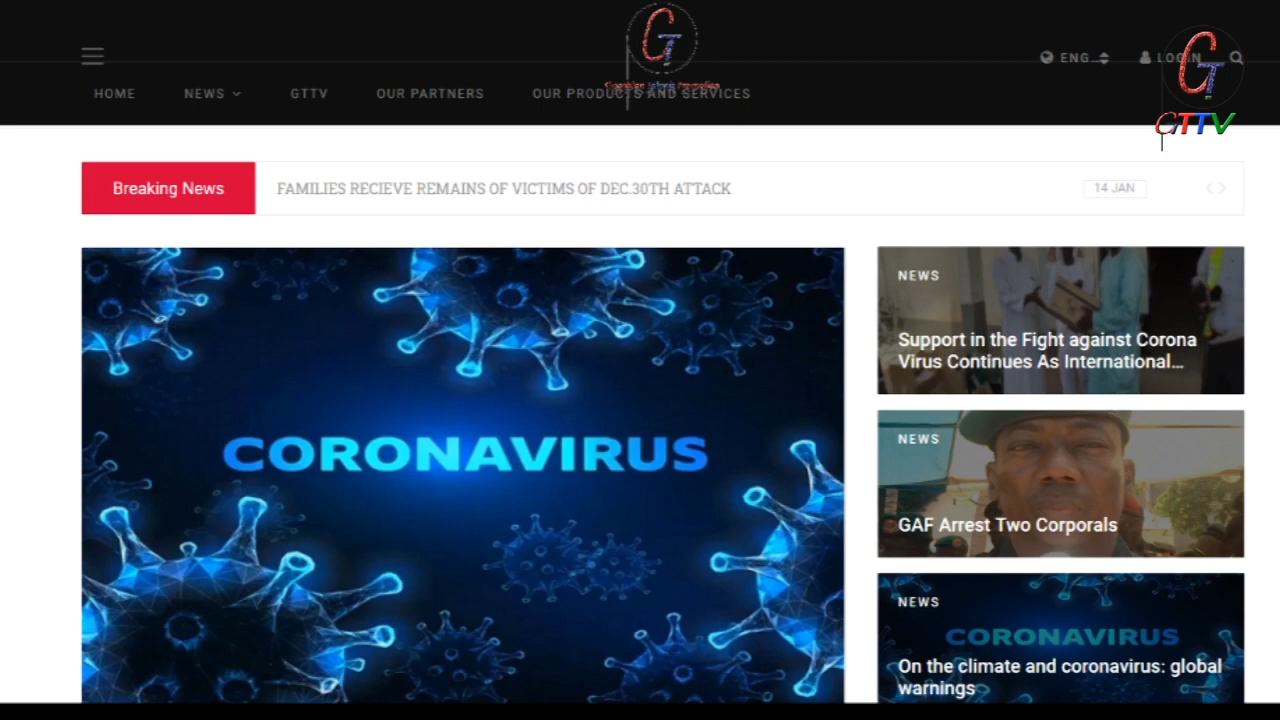 GT
ENG
LOGIN
GT
GTTV
HOME
NEWS
GTTV
OUR PARTNERS
OUR PRODUCTS AND SERVICES
Breaking News
FAMILIES RECIEVE REMAINS OF VICTIMS OF DEC.30TH ATTACK
14 JAN
CORONAVIRUS
NEWS
Support in the Fight against Corona
Virus Continues As International...
NEWS
GAF Arrest Two Corporals
NEWS
CORONAVIRUS
On the climate and coronavirus: global
warnings